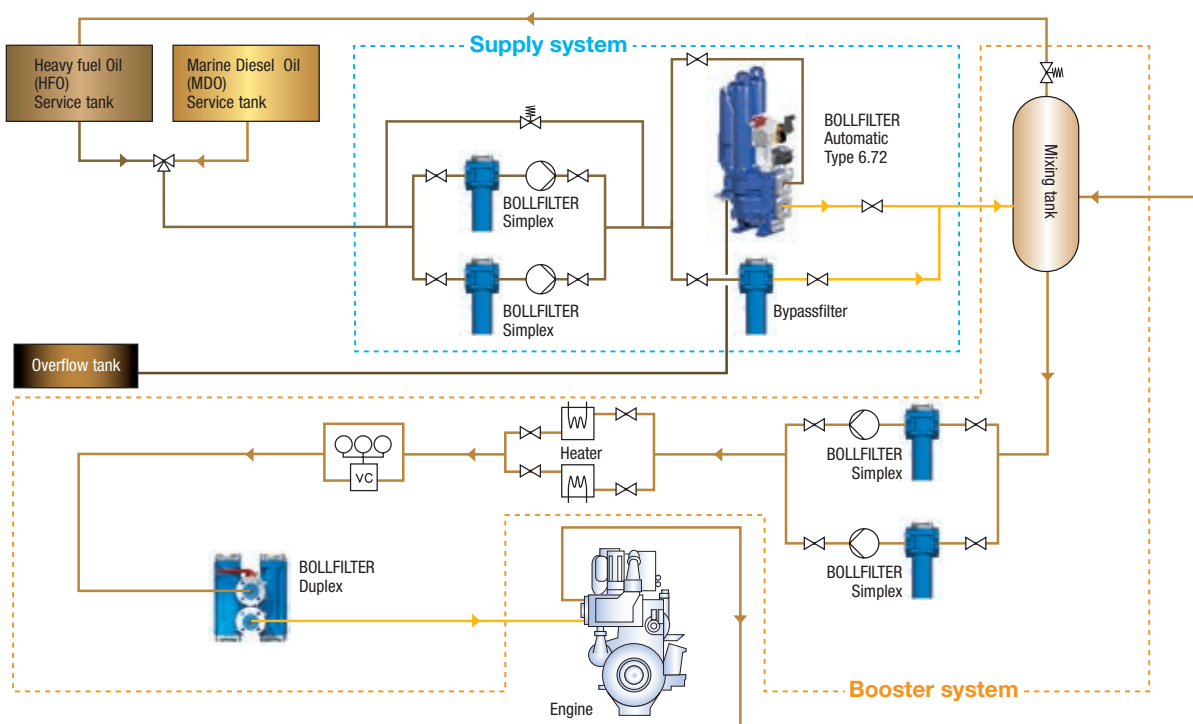 Supply system
Heavy fuel Oil
(HFO)
Service tank
Marine Diesel Oil
(MDO)
Service tank
BOLLFILTER
Automatic
Type 6.72
Mixing tank
BOLLFILTER
Simplex
BOLLFILTER
Simplex
Bypassfilter
Overflow tank
Heater
VC
BOLLFILTER
Simplex
BOLLFILTER
Simplex
BOLLFILTER
Duplex
Engine
Booster system